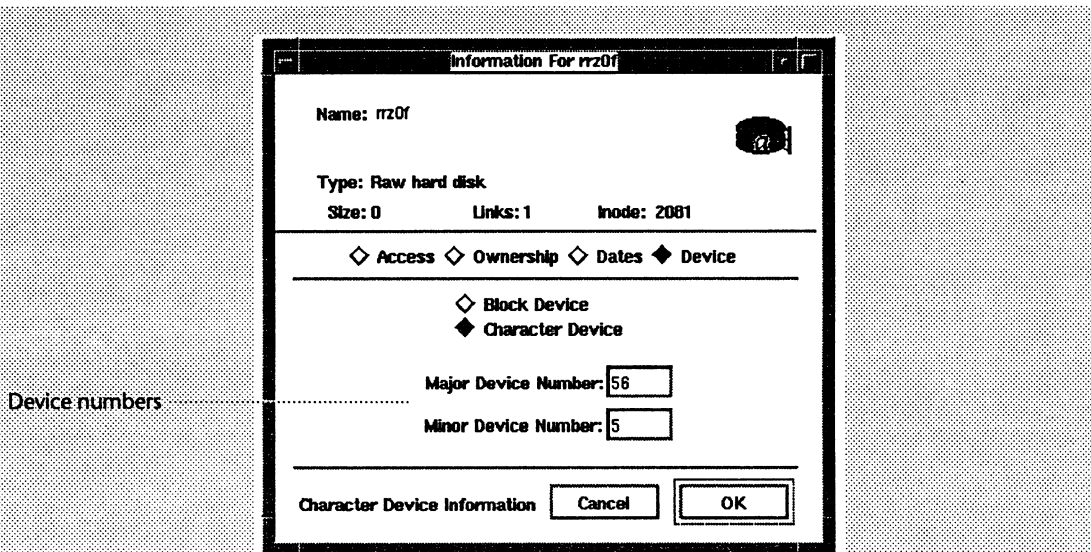 Information For rrz0f
Name: rrz0f
Type: Raw hard disk
Size: 0 Links: 1 Inode: 2081
Access Ownership Dates Device
Block Device
Character Device
Major Device Number: 56
Device numbers
Minor Device Number: 5
Character Device Information Cancel OK